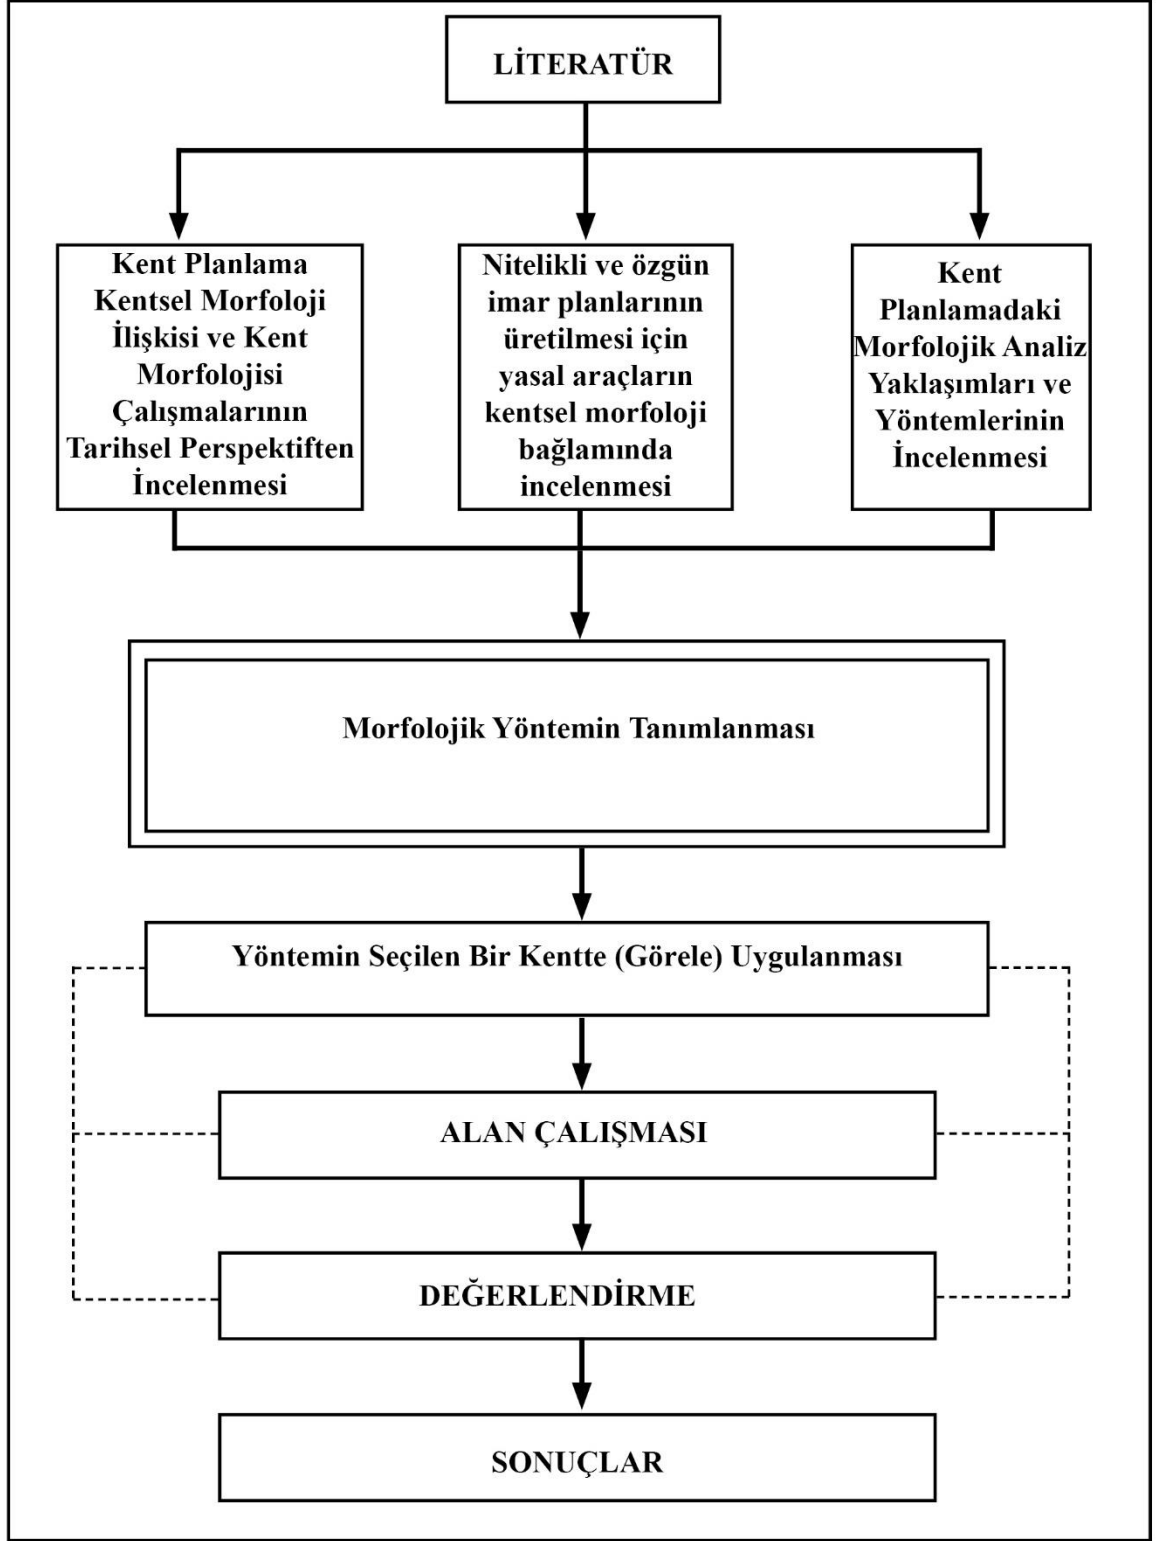 LİTERATÜR
Kent Planlama
Kentsel Morfoloji
İlişkisi ve Kent
Morfolojisi
Çalışmalarının
Tarihsel Perspektiften
İncelenmesi
Nitelikli ve özgün
imar planlarının
üretilmesi için
yasal araçların
kentsel morfoloji
bağlamında
incelenmesi
Kent
Planlamadaki
Morfolojik Analiz
Yaklaşımları ve
Yöntemlerinin
İncelenmesi
Morfolojik Yöntemin Tanımlanması
Yöntemin Seçilen Bir Kentte (Görele) Uygulanması
ALAN ÇALIŞMASI
DEĞERLENDİRME
SONUÇLAR